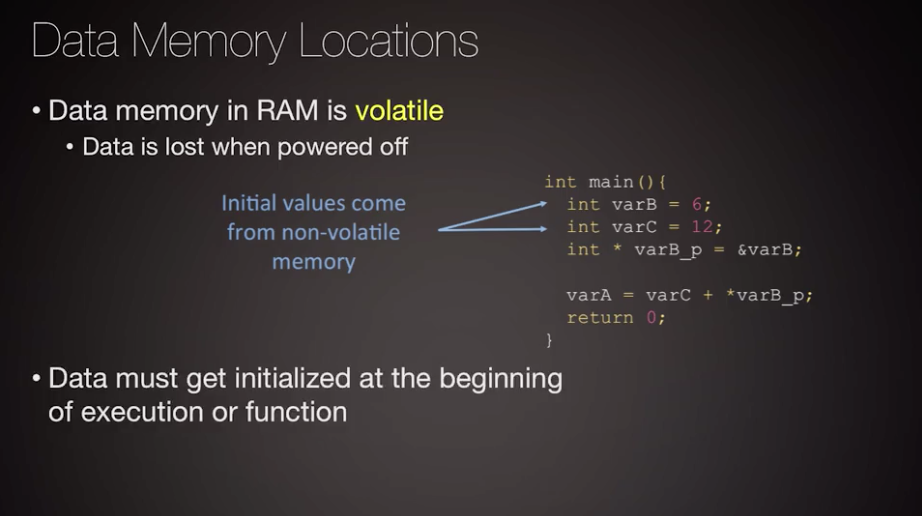 Data Memory Locations
• Data memory in RAM is volatile
• Data is lost when powered off
Initial values come
from non-volatile
memory
int main(){
int varB = 6;
int varC = 12;
int * varB_p = &varB;
varA = varC + *varB_p;
return 0;
}
• Data must get initialized at the beginning
of execution or function